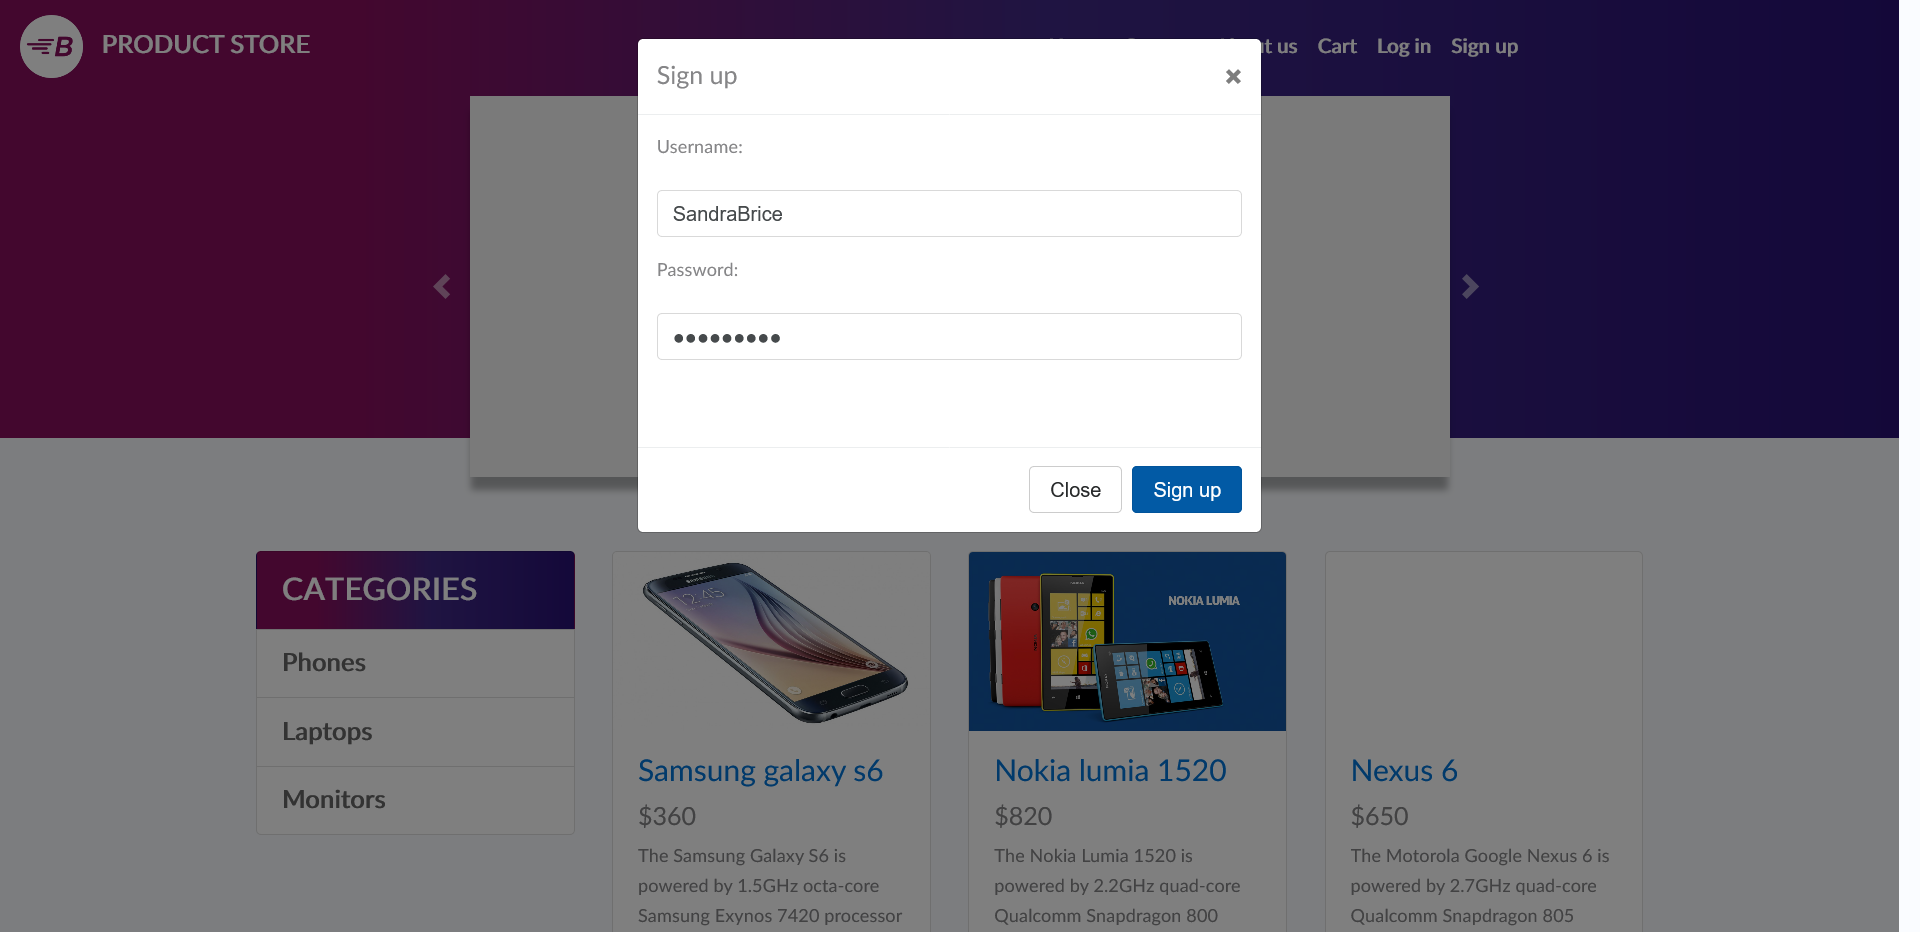 B PRODUCT STORE
t us Cart Log in Sign up
Sign up
Username:
SandraBrice
Password:
Close Sign up
CATEGORIES
Phones
Laptops
Monitors
12:45
NOKIA LUMIA
Samsung galaxy s6
$360
The Samsung Galaxy S6 is
powered by 1.5GHz octa-core
Samsung Exynos 7420 processor
Nokia lumia 1520
$820
The Nokia Lumia 1520 is
powered by 2.2GHz quad-core
Qualcomm Snapdragon 800
Nexus 6
$650
The Motorola Google Nexus 6 is
powered by 2.7GHz quad-core
Qualcomm Snapdragon 805